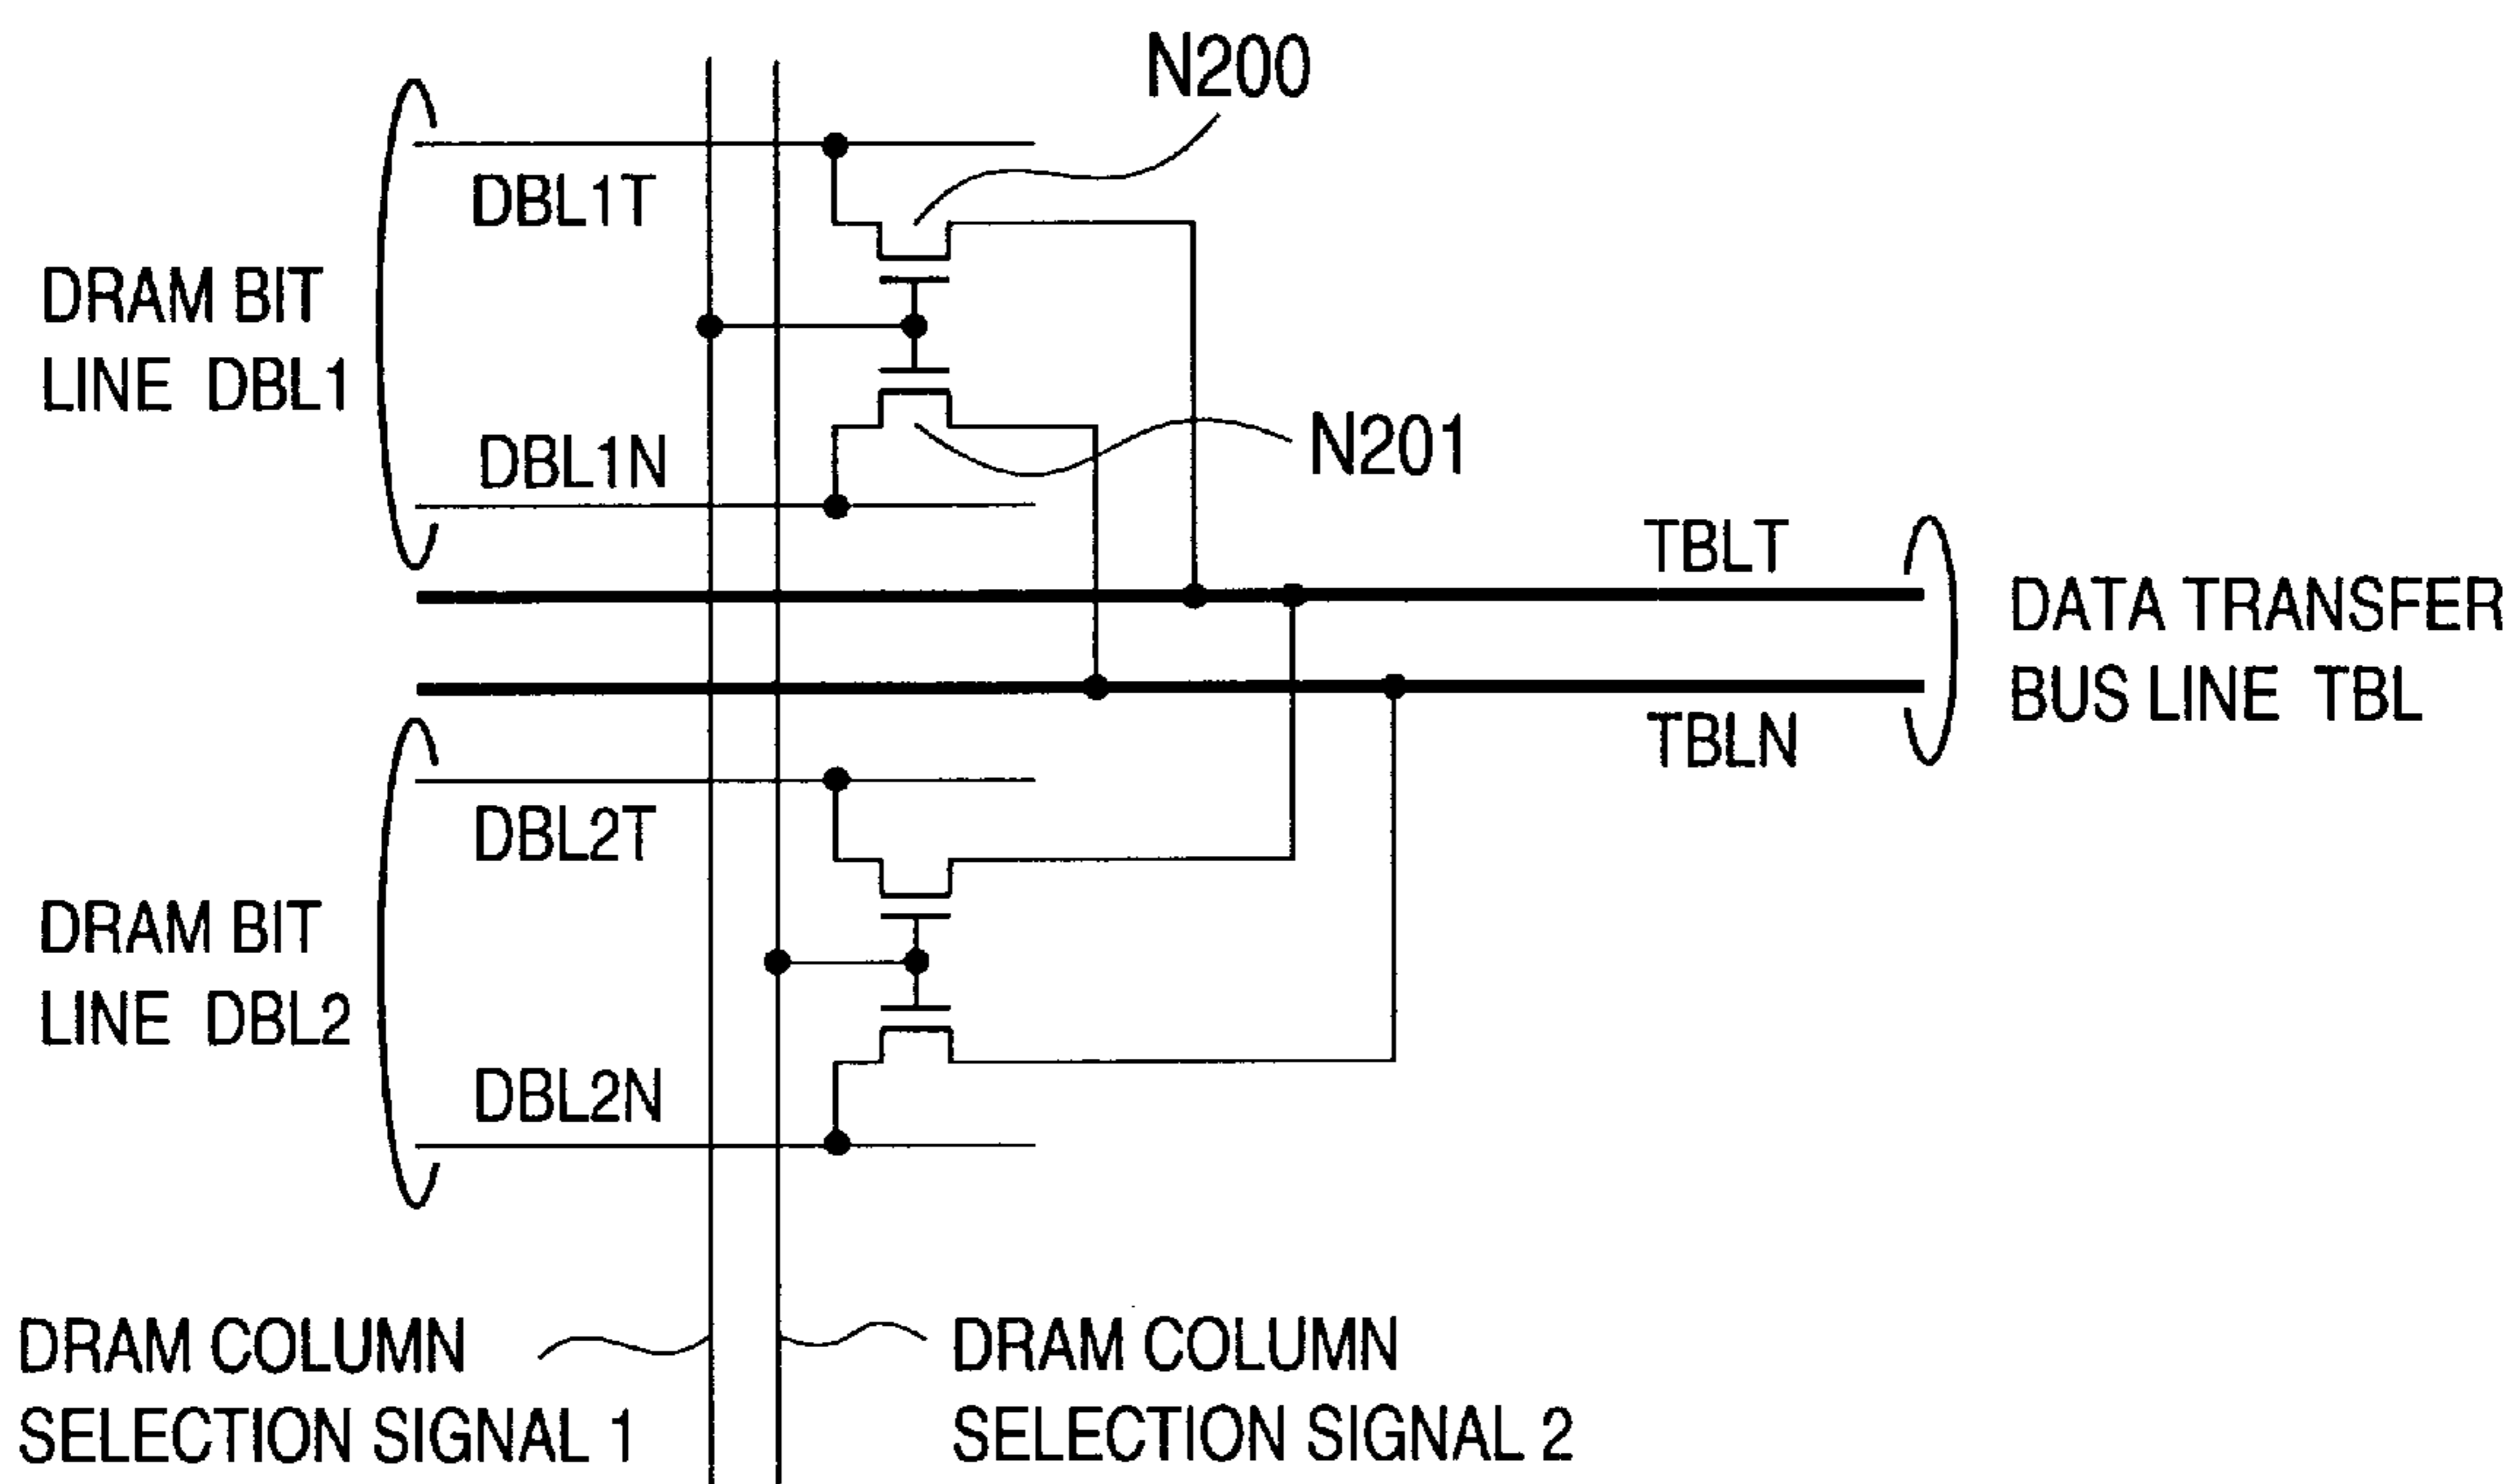 N200
DBL1T
DRAM BIT
LINE DBL1
DBL1N
N201
TBLT
DATA TRANSFER
BUS LINE TBL
TBLN
DBL2T
DRAM BIT
LINE DBL2
DBL2N
DRAM COLUMN
SELECTION SIGNAL 1
DRAM COLUMN
SELECTION SIGNAL 2